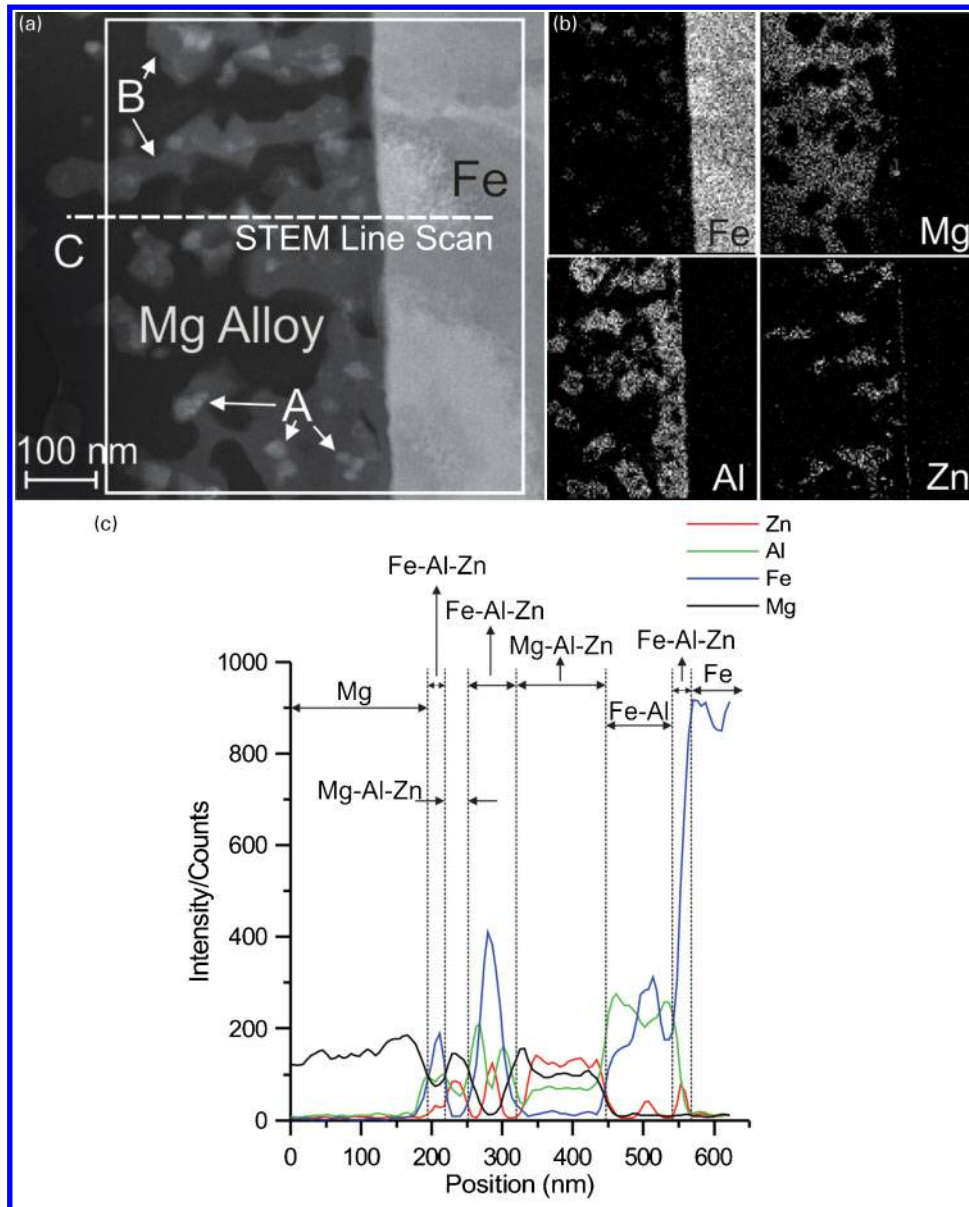 (a)
B
Fe
STEM Line Scan
C
Mg Alloy
A
100 nm
(b)
Fe
Mg
Al
Zn
(c)
Zn
Al
Fe
Mg
Fe-Al-Zn
Fe-Al-Zn
Mg-Al-Zn
Fe-Al-Zn
Mg
Fe-Al
Fe
Mg-Al-Zn
1000
800
600
400
200
0
Intensity/Counts
0 100 200 300 400 500 600
Position (nm)